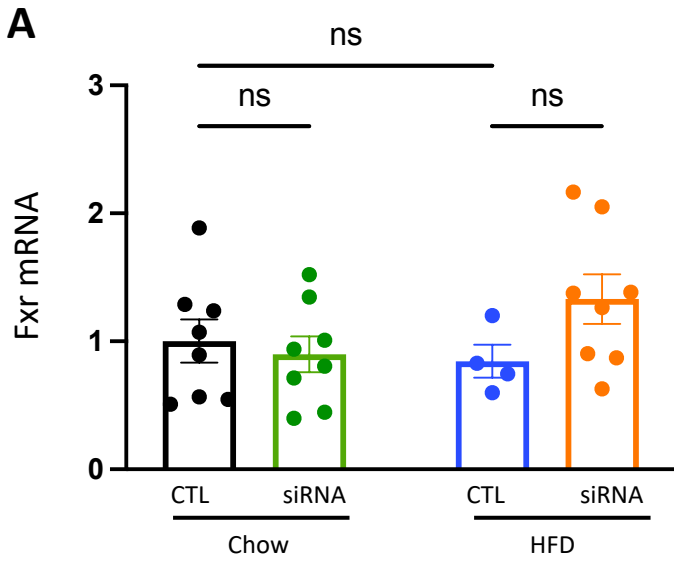 A
ns
ns
ns
3
2
1
0
Fxr mRNA
CTL
siRNA
CTL
siRNA
Chow
HFD